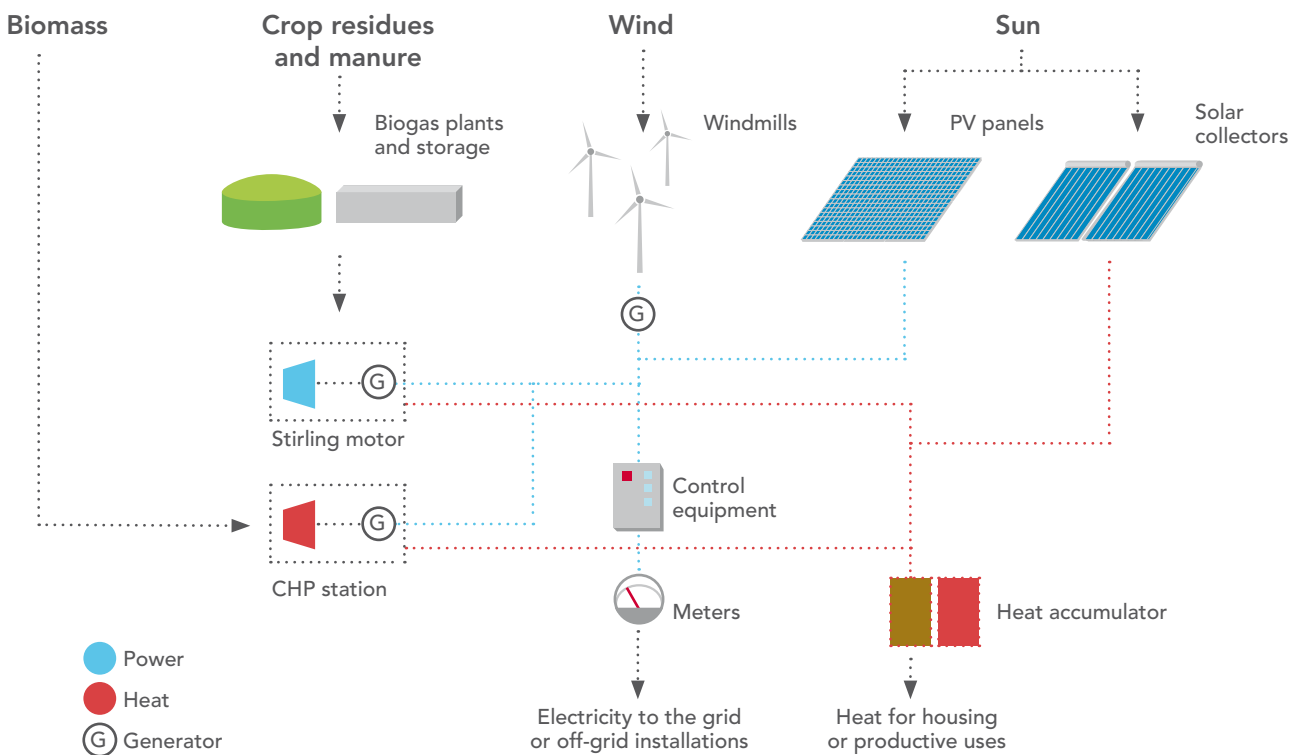 Biomass
Crop residues
and manure
Wind
Sun
Biogas plants
and storage
Windmills
PV panels
Solar
collectors
G
G
Stirling motor
Control
equipment
G
CHP station
Meters
Heat accumulator
Power
Heat
G Generator
Electricity to the grid
or off-grid installations
Heat for housing
or productive uses